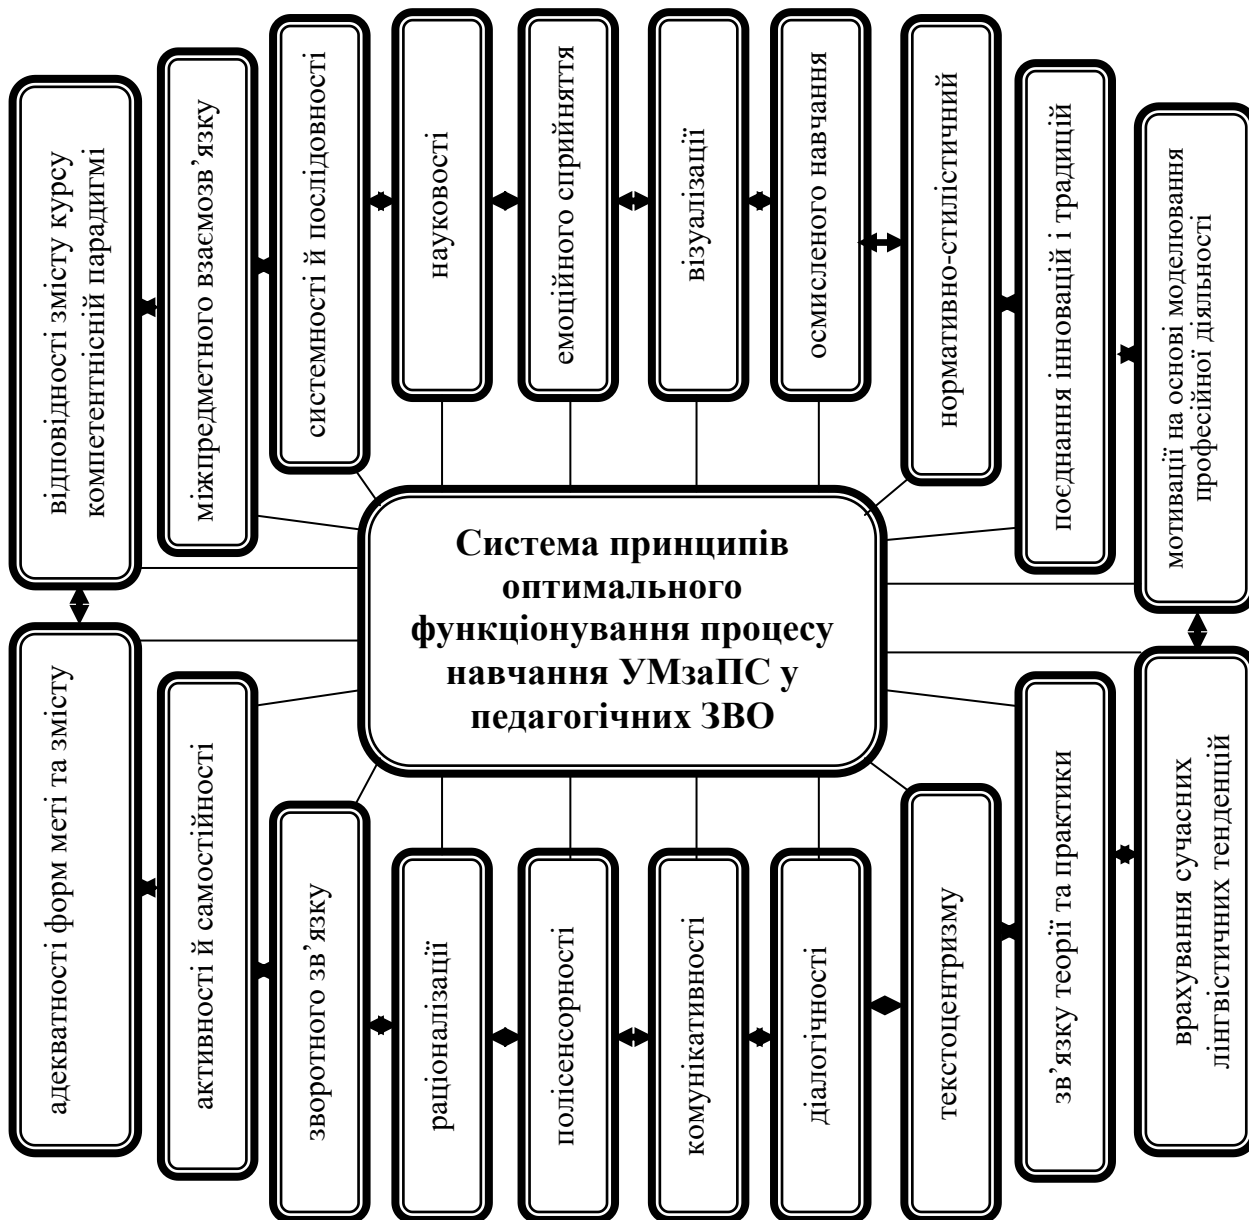 відповідності змісту курсу
компетентнісній парадигмі
міжпредметного взаємозв’язку
системності й послідовності
науковості
емоційного сприйняття
візуалізації
осмисленого навчання
нормативно-стилістичний
поєднання інновацій і традицій
мотивації на основі моделювання
професійної діяльності
Система принципів
оптимального
функціонування процесу
навчання УМзаПС у
педагогічних ЗВО
адекватності форм меті та змісту
активності й самостійності
зворотного зв’язку
раціоналізації
полісенсорності
комунікативності
діалогічності
текстоцентризму
зв’язку теорії та практики
врахування сучасних
лінгвістичних тенденцій